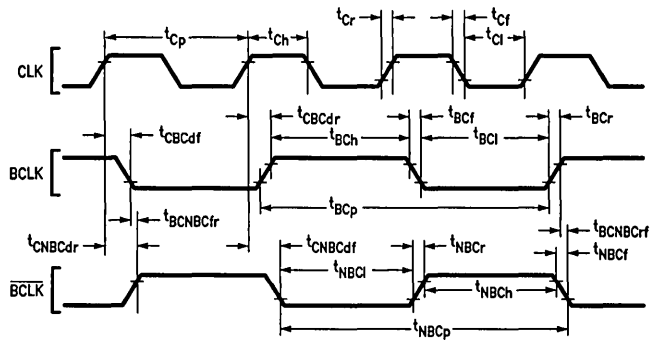 tCp
tCh
tCr
tCf
tCl
CLK
tCBCdf
tCBCdr
tBCh
tBCf
tBCl
tBCr
BCLK
tBCp
tBCNBCfr
tBCNBCrf
tCNBCdr
tCNBCdf
tNBCr
tNBCf
tNBCl
tNBCh
BCLK
tNBCp